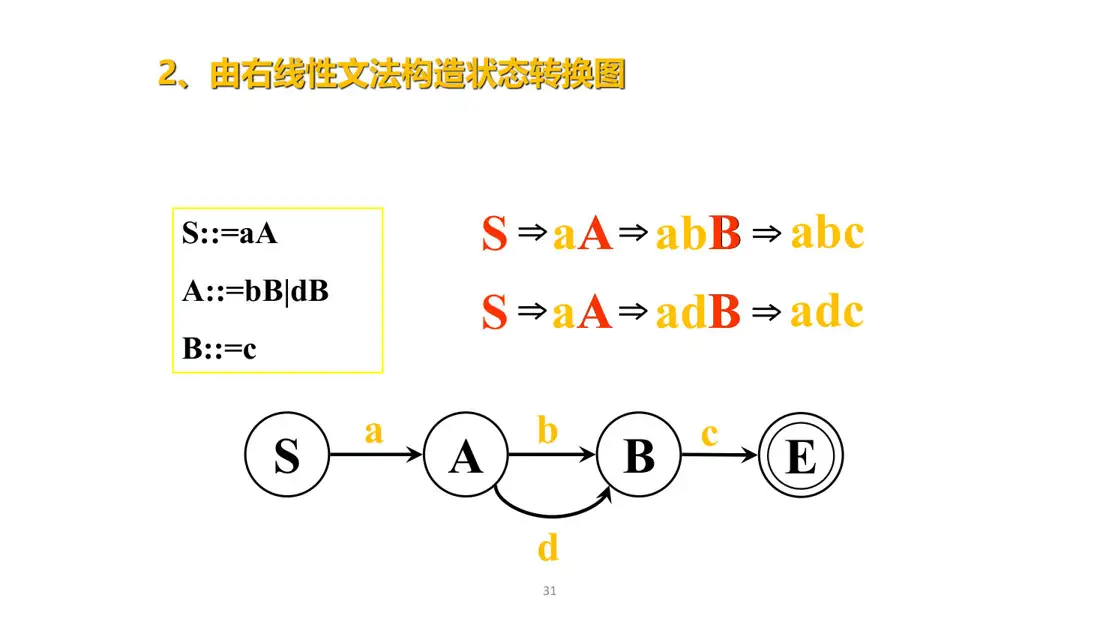 2、由右线性文法构造状态转换图
S::=aA
A::=bB|dB
B::=c
S⇒aA⇒abB⇒abc
S⇒aA⇒adB⇒adc
S a A b B c E
d
31